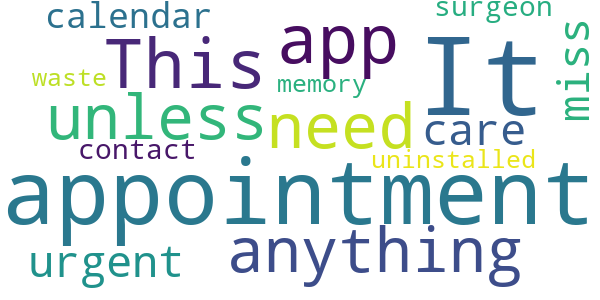 calendar
surgeon
This
app
It
miss
waste
memory
unless
need
care
contact
uninstalled
appointment
urgent
anything